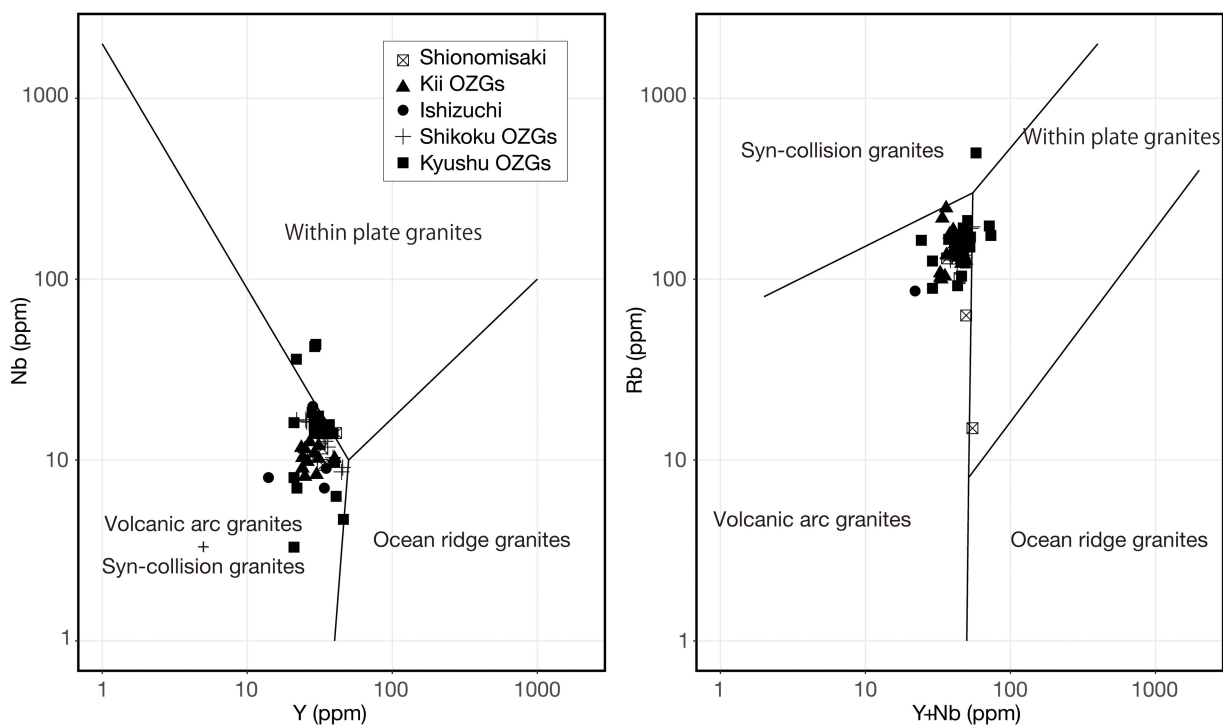 Nb (ppm)
1000
100
10
1
Shionomisaki
Kii OZGs
Ishizuchi
Shikoku OZGs
Kyushu OZGs
Within plate granites
Volcanic arc granites
+
Syn-collision granites
Ocean ridge granites
1 10 100 1000
Y (ppm)
Rb (ppm)
1000
100
10
1
Syn-collision granites
Within plate granites
Volcanic arc granites
Ocean ridge granites
1 10 100 1000
Y+Nb (ppm)